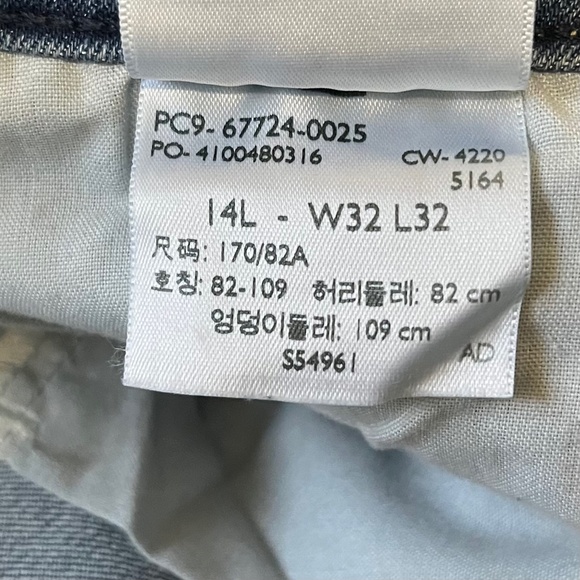 PC9- 67724-0025
PO- 4100480316 CW- 4220
5164
14L - W32 L32
尺码: 170/82A
호칭: 82-109 허리둘레: 82 cm
엉덩이둘레: 109 cm
S54961 AD